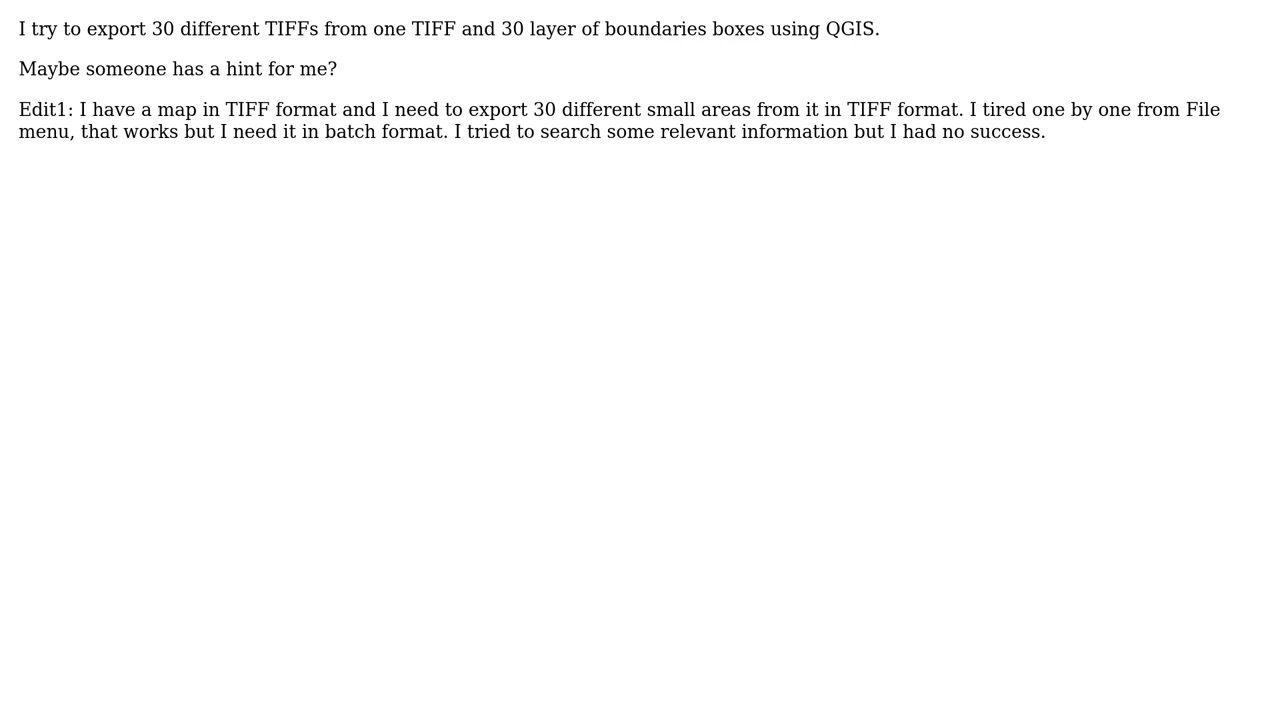 I try to export 30 different TIFFs from one TIFF and 30 layer of boundaries boxes using QGIS.
Maybe someone has a hint for me?
Edit1: I have a map in TIFF format and I need to export 30 different small areas from it in TIFF format. I tired one by one from File
menu, that works but I need it in batch format. I tried to search some relevant information but I had no success.